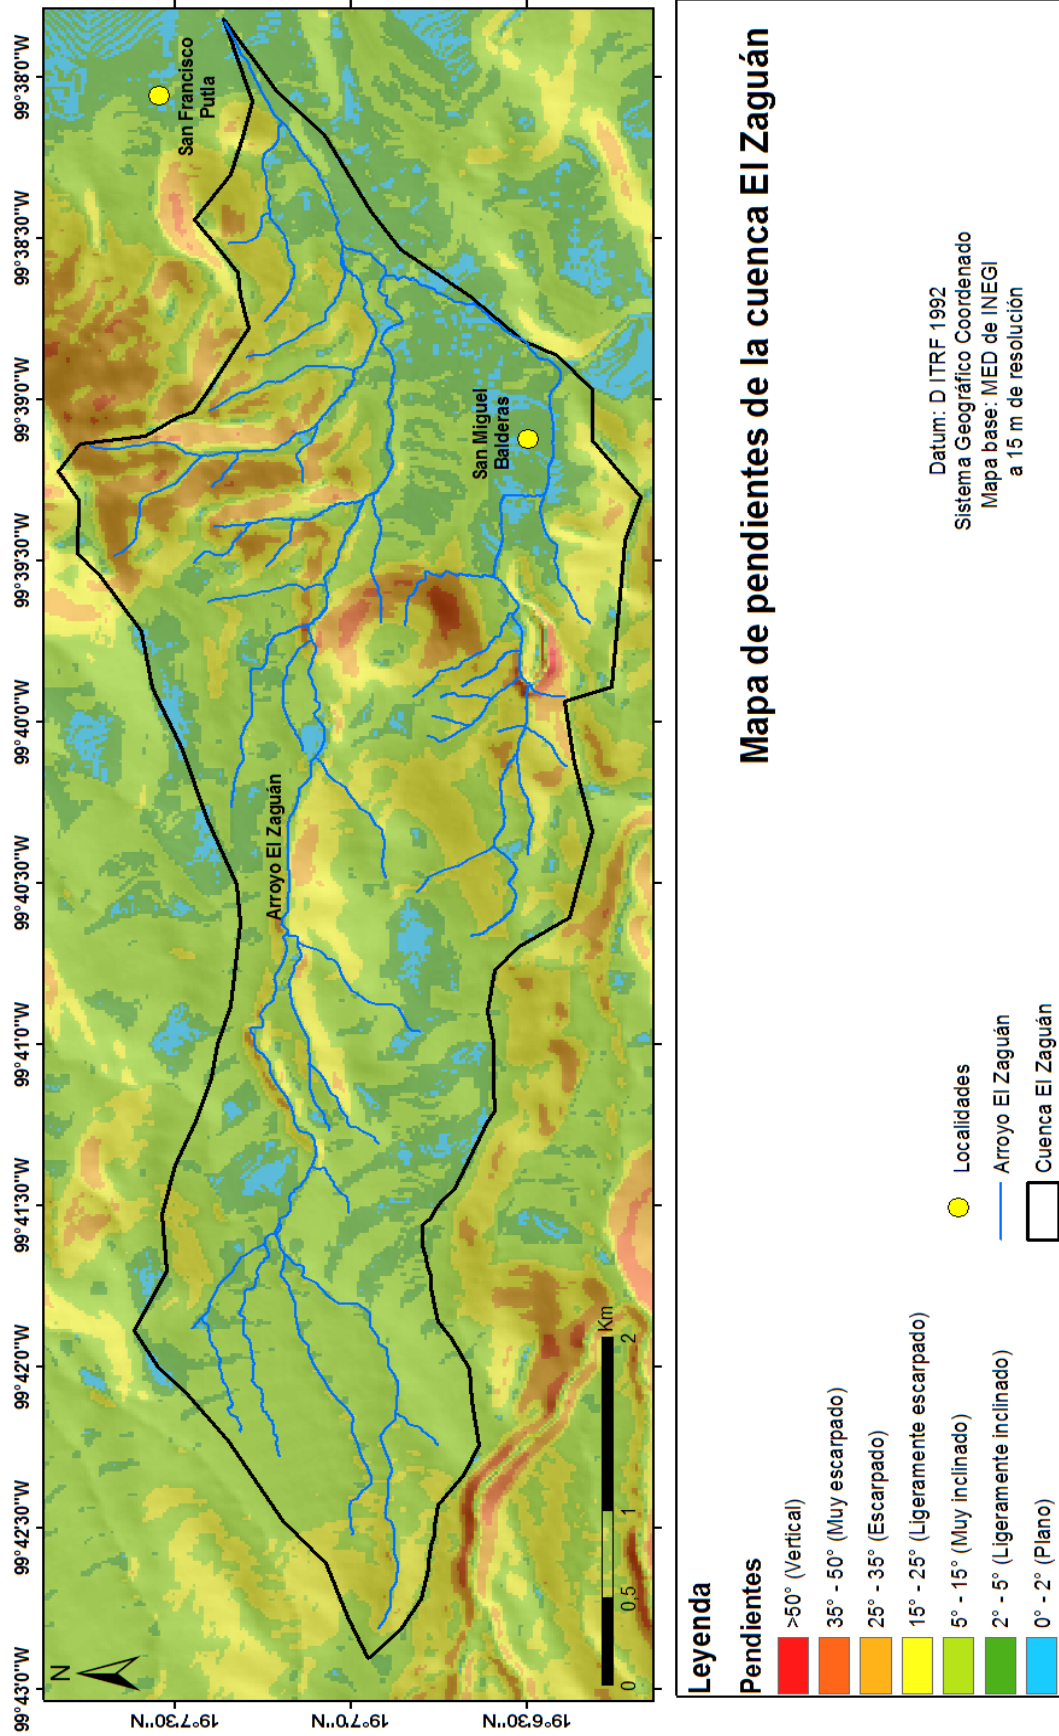 99°43'0"W
99°42'30"W
99°42'0"W
99°41'30"W
99°41'0"W
99°40'30"W
99°40'0"W
99°39'30"W
99°39'0"W
99°38'30"W
99°38'0"W
19°7'30"N
19°7'0"N
19°6'30"N
N
San Francisco
Putla
Arroyo El Zaguán
San Miguel
Balderas
0 0,5 1 2
Km
Leyenda
Pendientes
>50° (Vertical)
35° - 50° (Muy escarpado)
25° - 35° (Escarpado)
15° - 25° (Ligeramente escarpado)
5° - 15° (Muy inclinado)
2° - 5° (Ligeramente inclinado)
0° - 2° (Plano)
Localidades
Arroyo El Zaguán
Cuenca El Zaguán
Mapa de pendientes de la cuenca El Zaguán
Datum: D ITRF 1992
Sistema Geográfico Coordenado
Mapa base: MED de INEGI
a 15 m de resolución